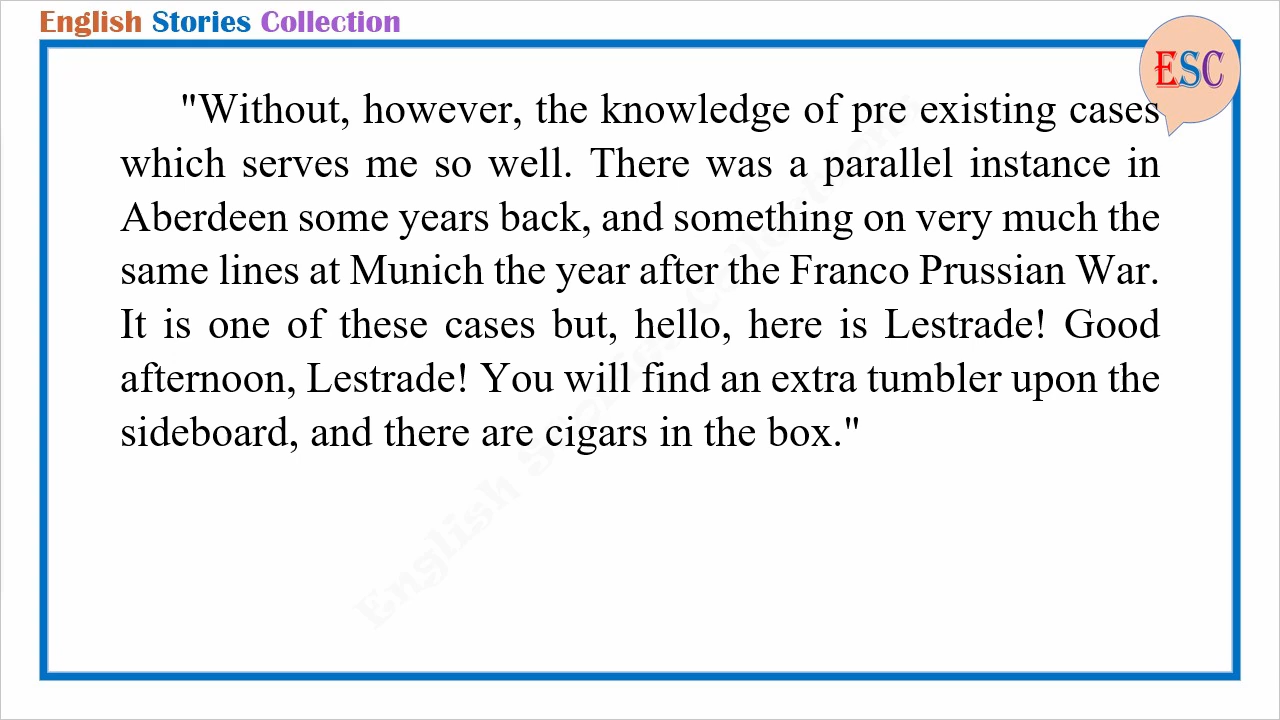 English Stories Collection
ESC
"Without, however, the knowledge of pre existing cases
which serves me so well. There was a parallel instance in
Aberdeen some years back, and something on very much the
same lines at Munich the year after the Franco Prussian War.
It is one of these cases but, hello, here is Lestrade! Good
afternoon, Lestrade! You will find an extra tumbler upon the
sideboard, and there are cigars in the box."
English Stories Collection